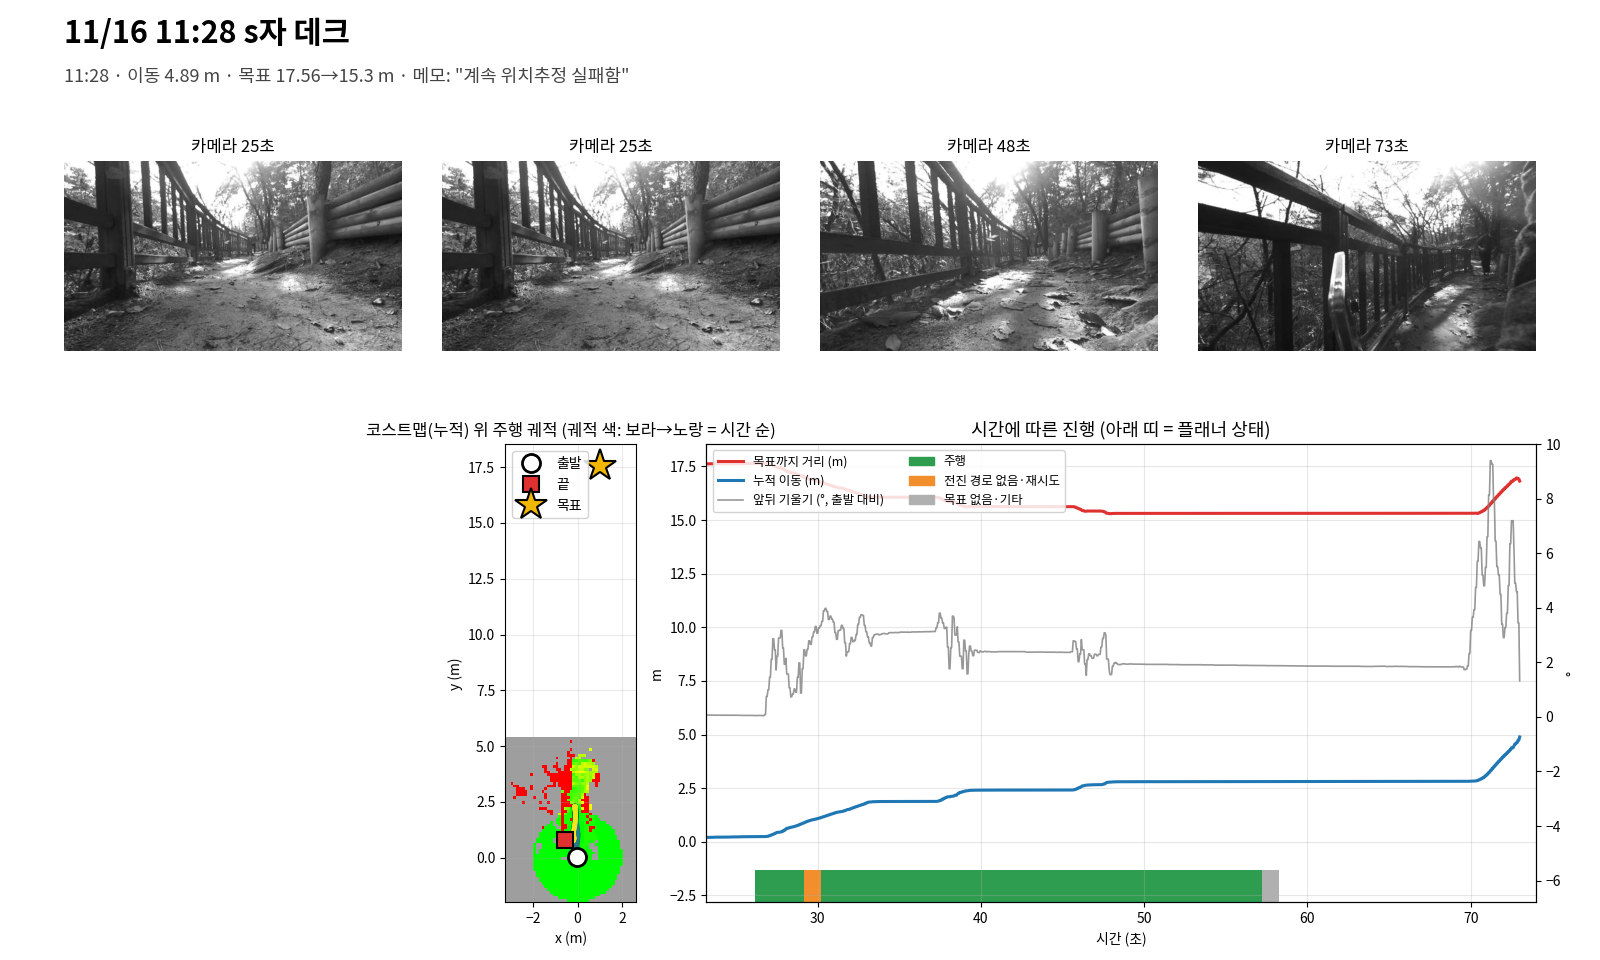 11/16 11:28 s자 데크
11:28 · 이동 4.89 m · 목표 17.56→15.3 m · 메모: "계속 위치추정 실패함"
카메라 25초
카메라 25초
카메라 48초
카메라 73초
코스트맵(누적) 위 주행 궤적 (궤적 색: 보라→노랑 = 시간 순)
출발
끝
목표
17.5
15.0
12.5
10.0
7.5
5.0
2.5
0.0
y (m)
−2
0
2
x (m)
시간에 따른 진행 (아래 띠 = 플래너 상태)
목표까지 거리 (m)
누적 이동 (m)
앞뒤 기울기 (°, 출발 대비)
주행
전진 경로 없음·재시도
목표 없음·기타
17.5
15.0
12.5
10.0
7.5
5.0
2.5
0.0
−2.5
m
10
8
6
4
2
0
−2
−4
−6
°
30
40
50
60
70
시간 (초)